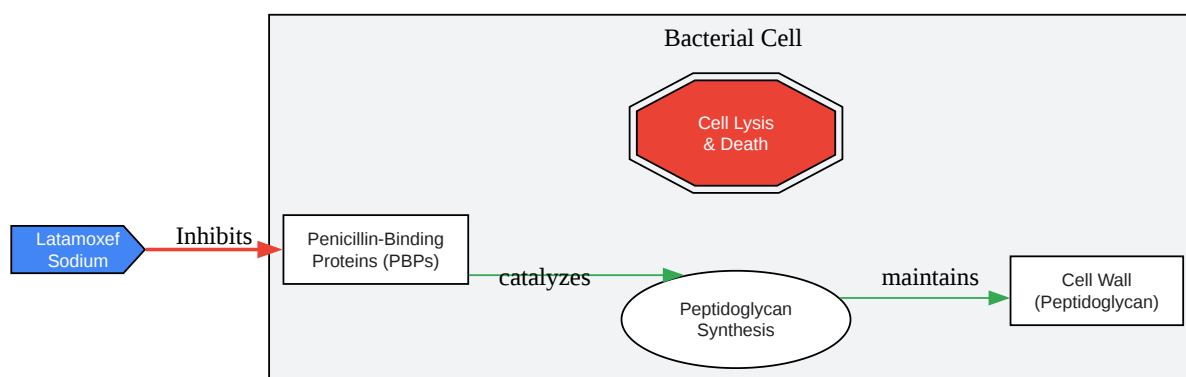 Bacterial Cell
Cell Lysis
& Death
Latamoxef
Sodium
Inhibits
Penicillin-Binding
Proteins (PBPs)
catalyzes
Peptidoglycan
Synthesis
maintains
Cell Wall
(Peptidoglycan)